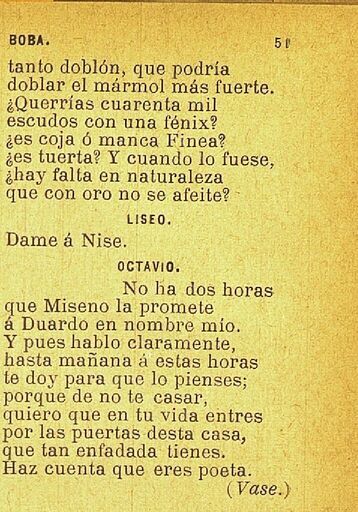 BOBA. 51
tanto doblón, que podría
doblar el mármol más fuerte.
¿Querrías cuarenta mil
escudos con una fénix?
¿es coja ó manca Finea?
¿es tuerta? Y cuando lo fuese,
¿hay falta en naturaleza
que con oro no se afeite?
LISEO.
Dame á Nise.
OCTAVIO.
No ha dos horas
que Miseno la promete
á Duardo en nombre mío.
Y pues hablo claramente,
hasta mañana á estas horas
te doy para que lo pienses;
porque de no te casar,
quiero que en tu vida entres
por las puertas desta casa,
que tan enfadada tienes.
Haz cuenta que eres poeta.
(Vase.)